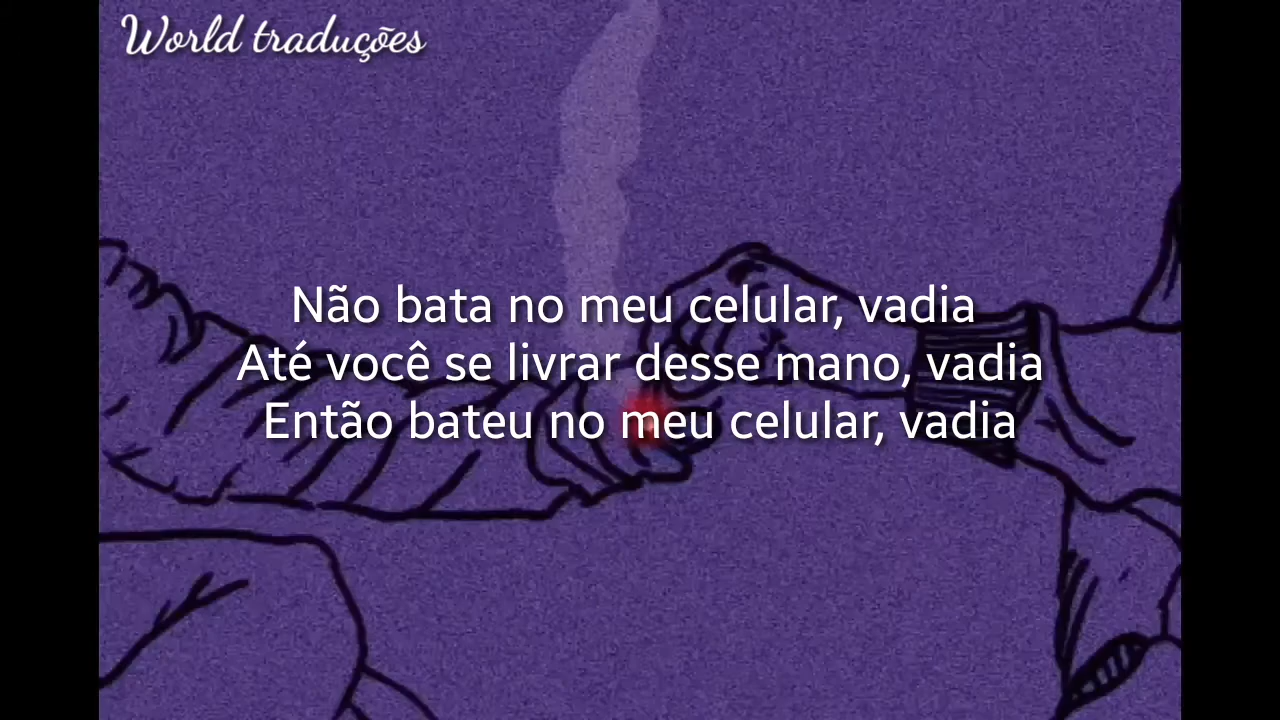 World traduções
Não bata no meu celular, vadia
Até você se livrar desse mano, vadia
Então bateu no meu celular, vadia